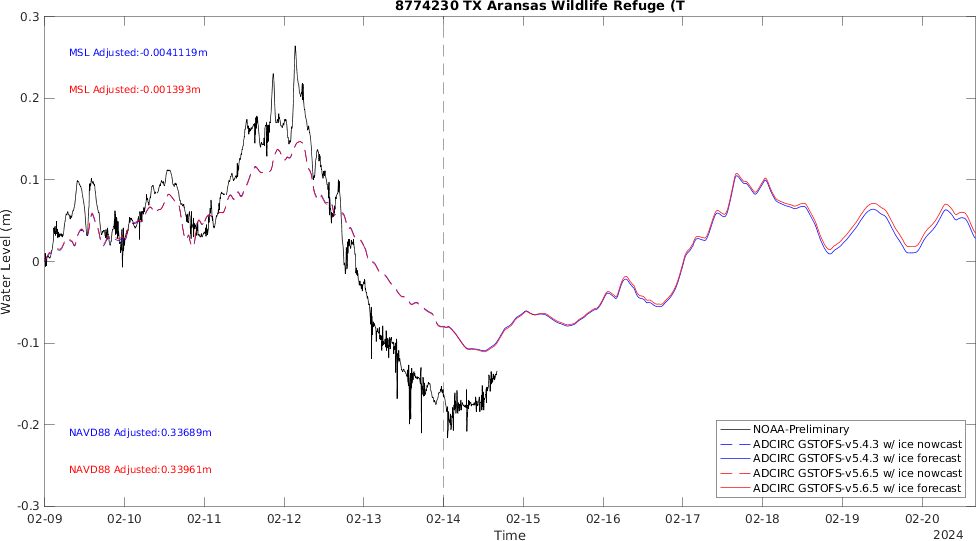 8774230 TX Aransas Wildlife Refuge (T
0.3
MSL Adjusted:-0.0041119m
MSL Adjusted:-0.001393m
0.2
0.1
0
-0.1
-0.2
-0.3
Water Level (m)
NAVD88 Adjusted:0.33689m
NAVD88 Adjusted:0.33961m
NOAA-Preliminary
ADCIRC GSTOFS-v5.4.3 w/ ice nowcast
ADCIRC GSTOFS-v5.4.3 w/ ice forecast
ADCIRC GSTOFS-v5.6.5 w/ ice nowcast
ADCIRC GSTOFS-v5.6.5 w/ ice forecast
02-09 02-10 02-11 02-12 02-13 02-14 02-15 02-16 02-17 02-18 02-19 02-20
Time
2024